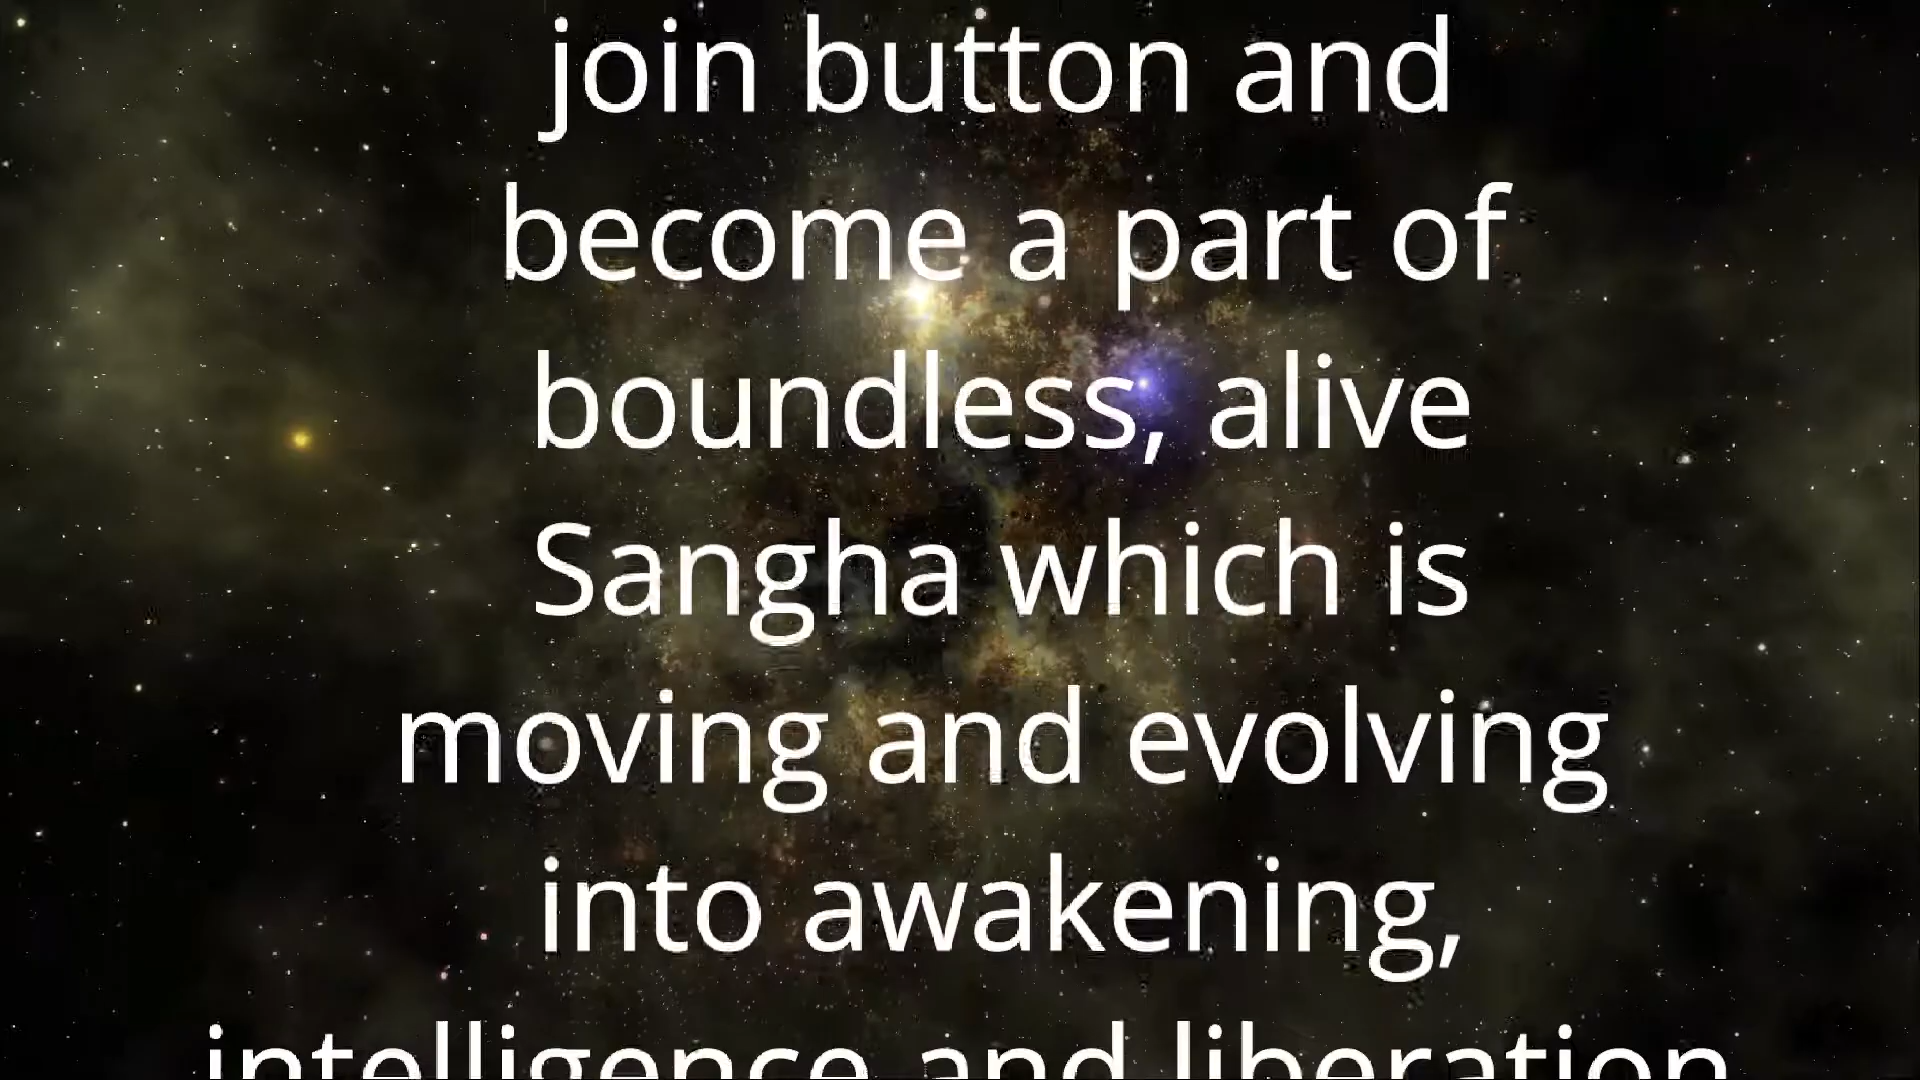 join button and
become a part of
boundless, alive
Sangha which is
moving and evolving
into awakening,
intelligence and liberation